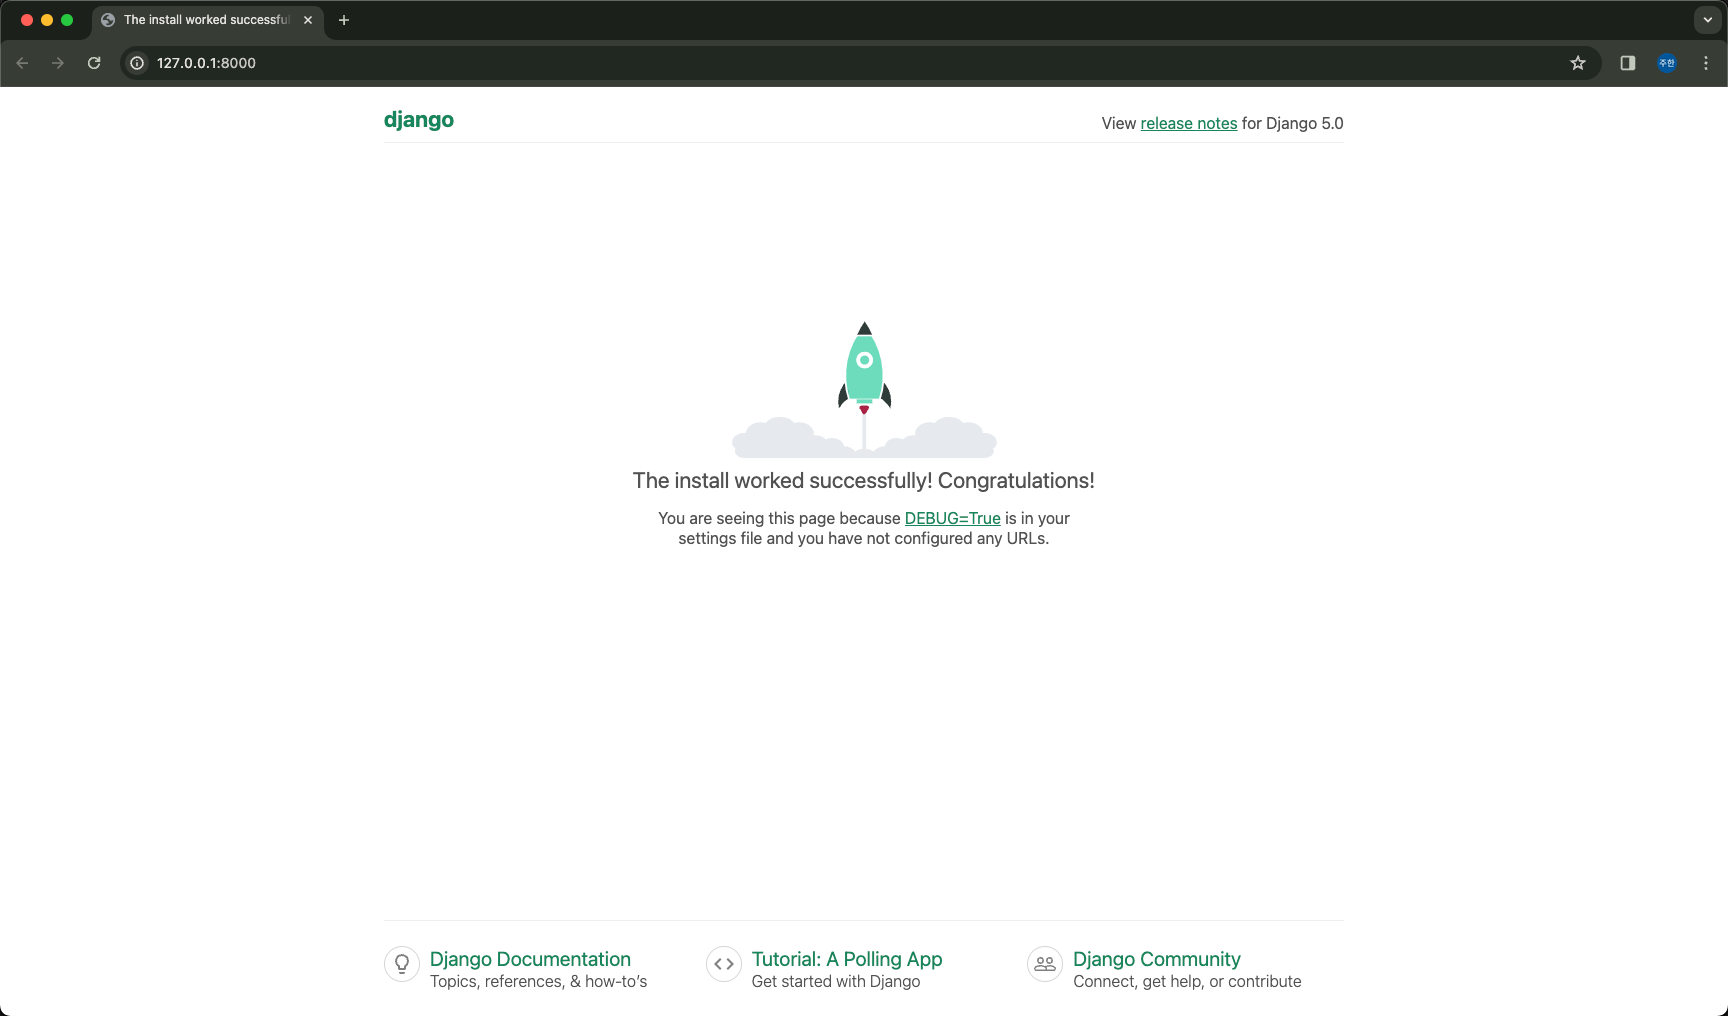 The install worked successful
127.0.0.1:8000
주한
django
View release notes for Django 5.0
The install worked successfully! Congratulations!
You are seeing this page because DEBUG=True is in your
settings file and you have not configured any URLs.
Django Documentation
Topics, references, & how-to’s
Tutorial: A Polling App
Get started with Django
Django Community
Connect, get help, or contribute